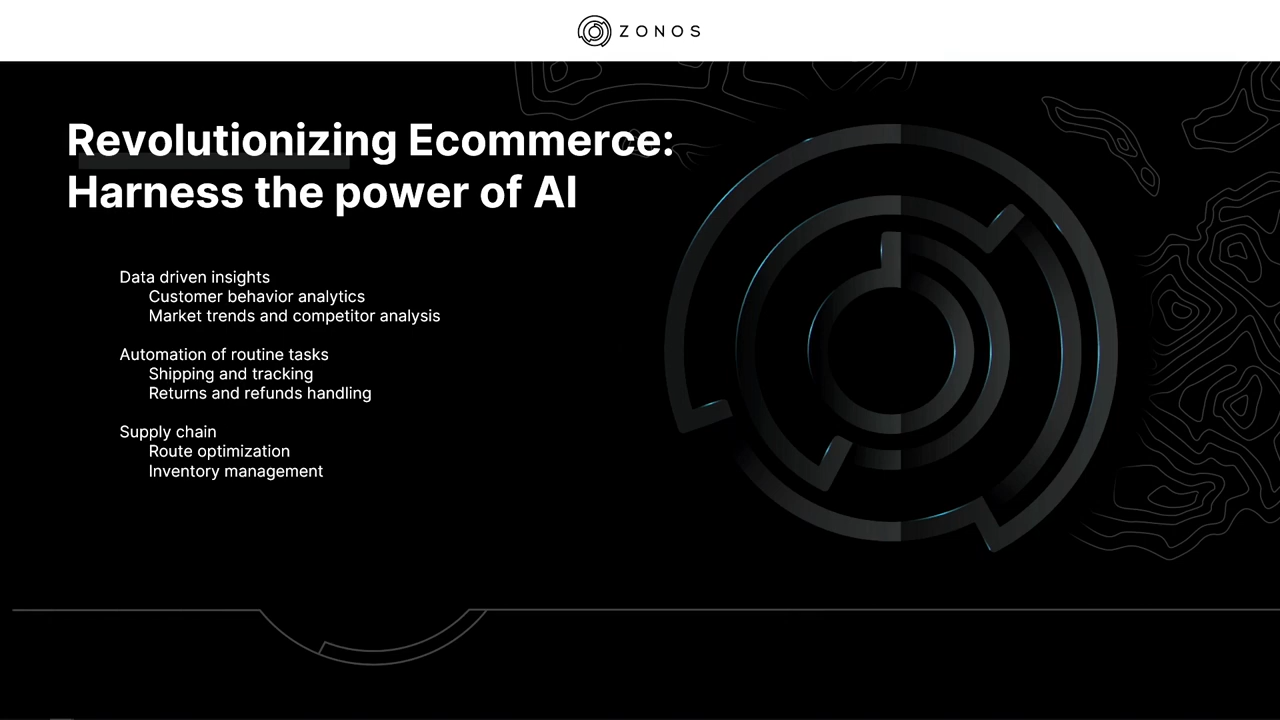 ZONOS
Revolutionizing Ecommerce:
Harness the power of AI
Data driven insights
Customer behavior analytics
Market trends and competitor analysis
Automation of routine tasks
Shipping and tracking
Returns and refunds handling
Supply chain
Route optimization
Inventory management